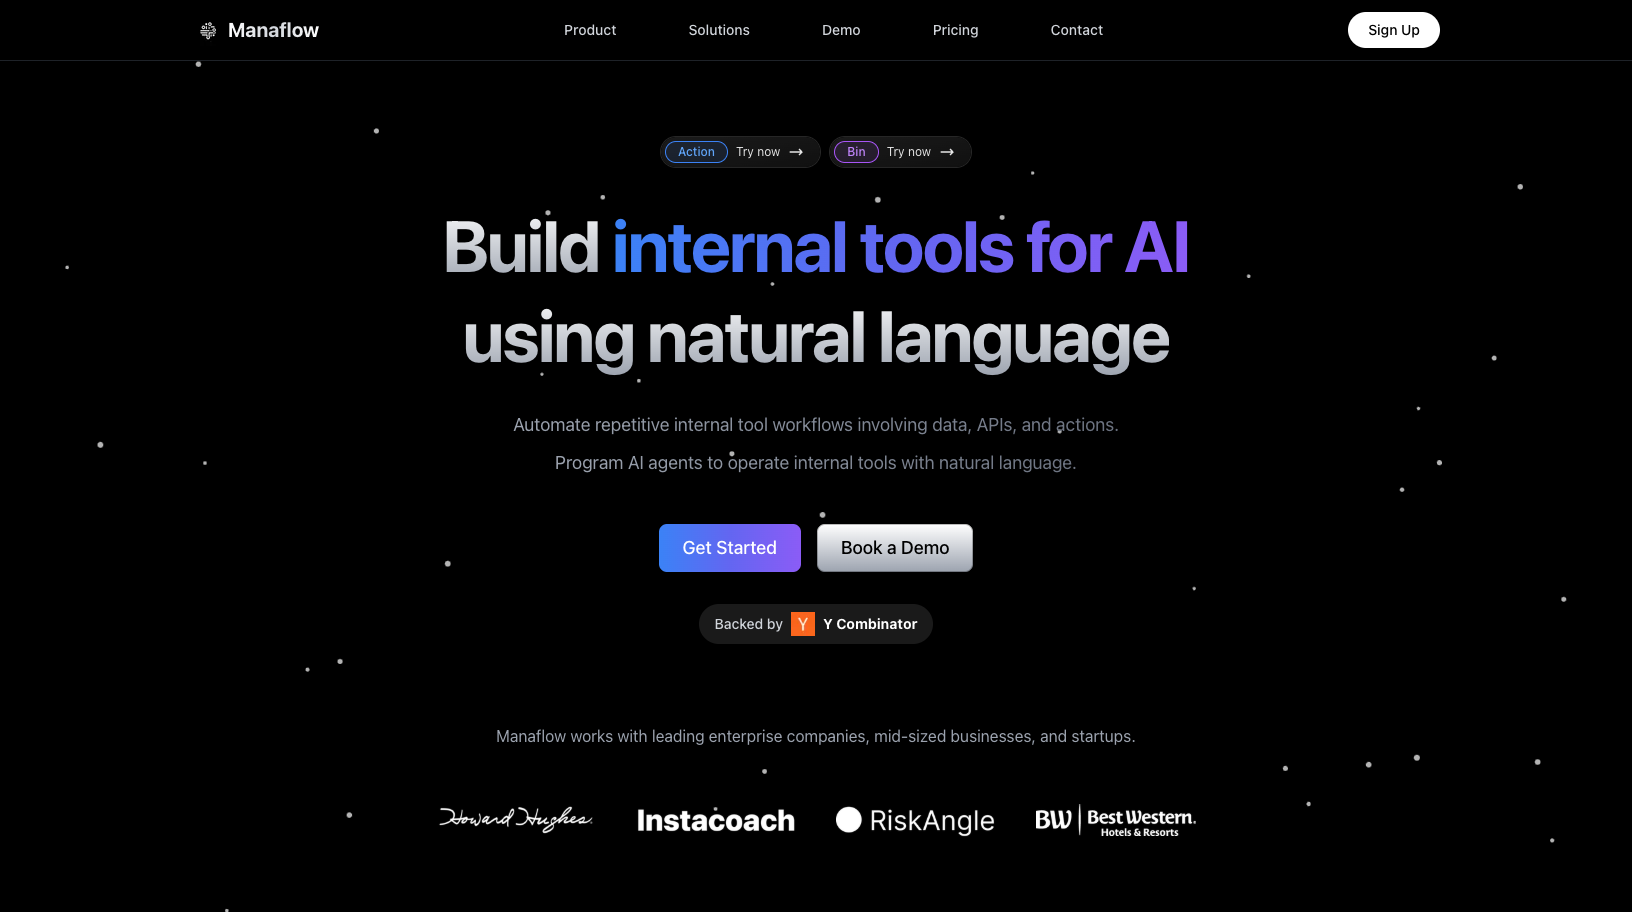 Manaflow
Product
Solutions
Demo
Pricing
Contact
Sign Up
Action Try now →
Bin Try now →
Build internal tools for AI
using natural language
Automate repetitive internal tool workflows involving data, APIs, and actions.
Program AI agents to operate internal tools with natural language.
Get Started
Book a Demo
Backed by Y Y Combinator
Manaflow works with leading enterprise companies, mid-sized businesses, and startups.
Howard Hughes.
Instacoach
RiskAngle
BW Best Western.
Hotels & Resorts